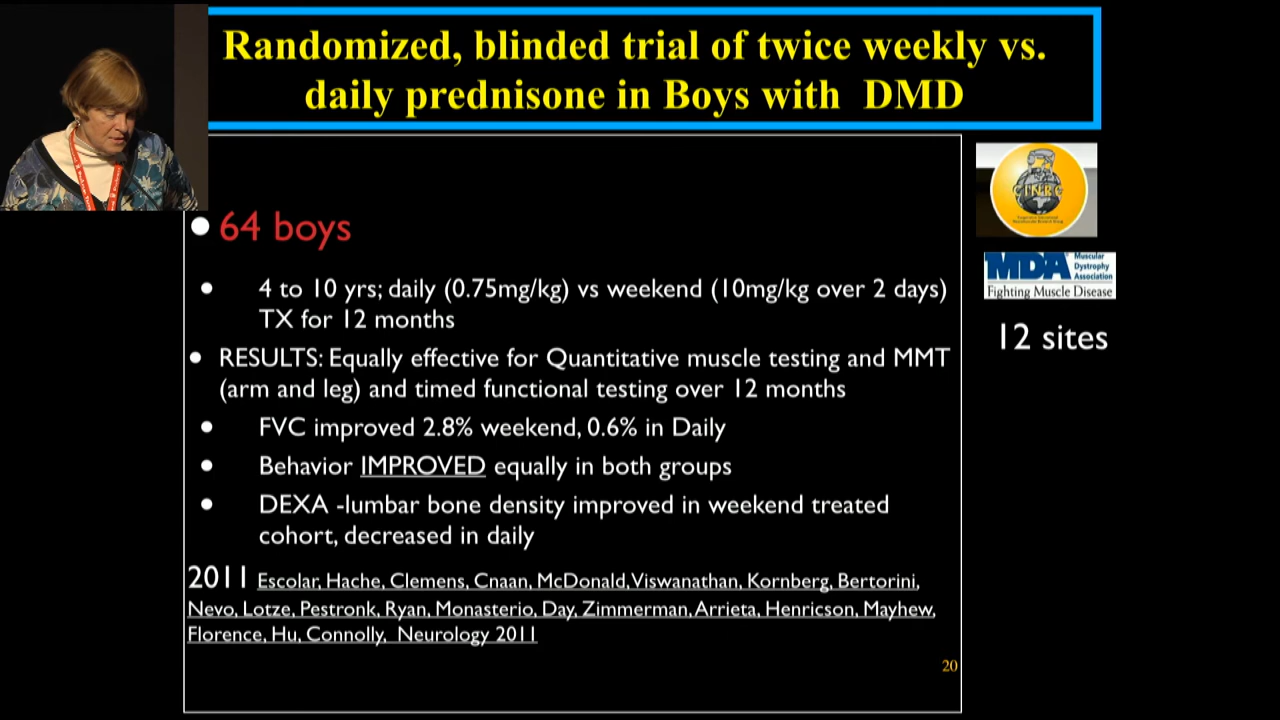 Randomized, blinded trial of twice weekly vs.
daily prednisone in Boys with DMD
• 64 boys
• 4 to 10 yrs; daily (0.75mg/kg) vs weekend (10mg/kg over 2 days)
TX for 12 months
• RESULTS: Equally effective for Quantitative muscle testing and MMT
(arm and leg) and timed functional testing over 12 months
• FVC improved 2.8% weekend, 0.6% in Daily
• Behavior IMPROVED equally in both groups
• DEXA -lumbar bone density improved in weekend treated
cohort, decreased in daily
2011 Escolar, Hache, Clemens, Cnaan, McDonald, Viswanathan, Kornberg, Bertorini,
Nevo, Lotze, Pestronk, Ryan, Monasterio, Day, Zimmerman, Arrieta, Henricson, Mayhew,
Florence, Hu, Connolly, Neurology 2011
20
CINRG
MDA Muscular
Dystrophy
Association
Fighting Muscle Disease
12 sites